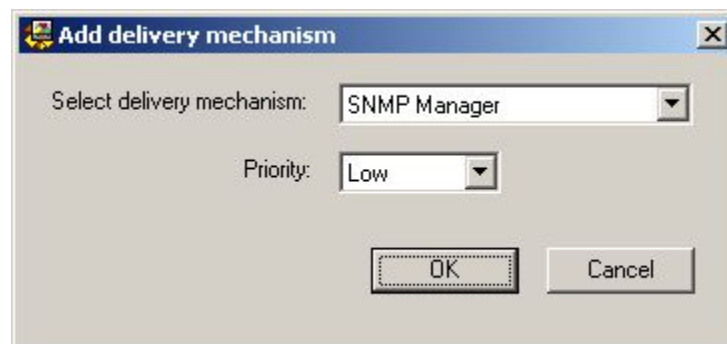 Add delivery mechanism
Select delivery mechanism: SNMP Manager
Priority: Low
OK Cancel